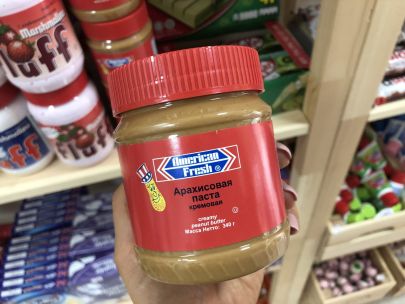 Marshmallow
fluff
American
Fresh ®
Арахисовая
паста
кремовая
creamy
peanut butter
Масса Нетто: 340 г